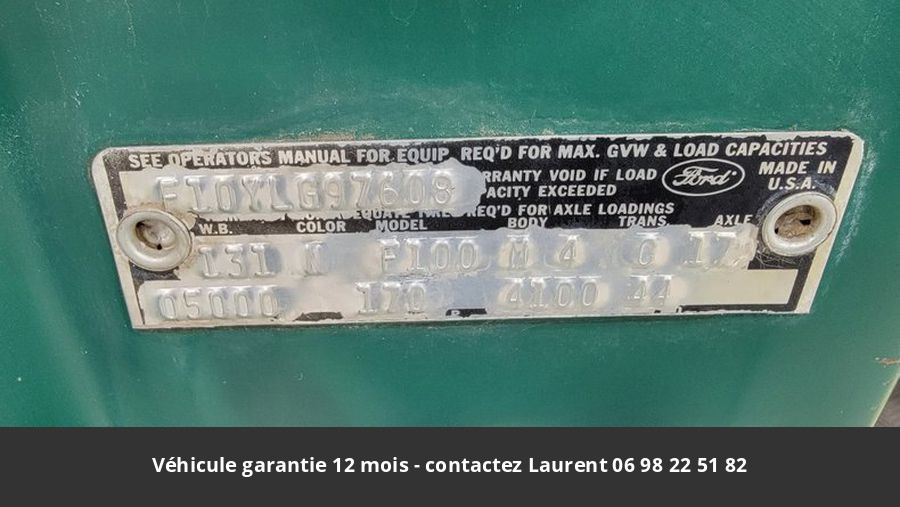 SEE OPERATORS MANUAL FOR EQUIP REQ'D FOR MAX. GVW & LOAD CAPACITIES
RRANTY VOID IF LOAD
ACITY EXCEEDED
Ford
MADE IN
U.S.A.
F10YLG97608
REQ'D FOR AXLE LOADINGS
W.B. COLOR MODEL BODY TRANS AXLE
131 N F100 M 4 G 17
05000 170 4100 44
Véhicule garantie 12 mois - contactez Laurent 06 98 22 51 82